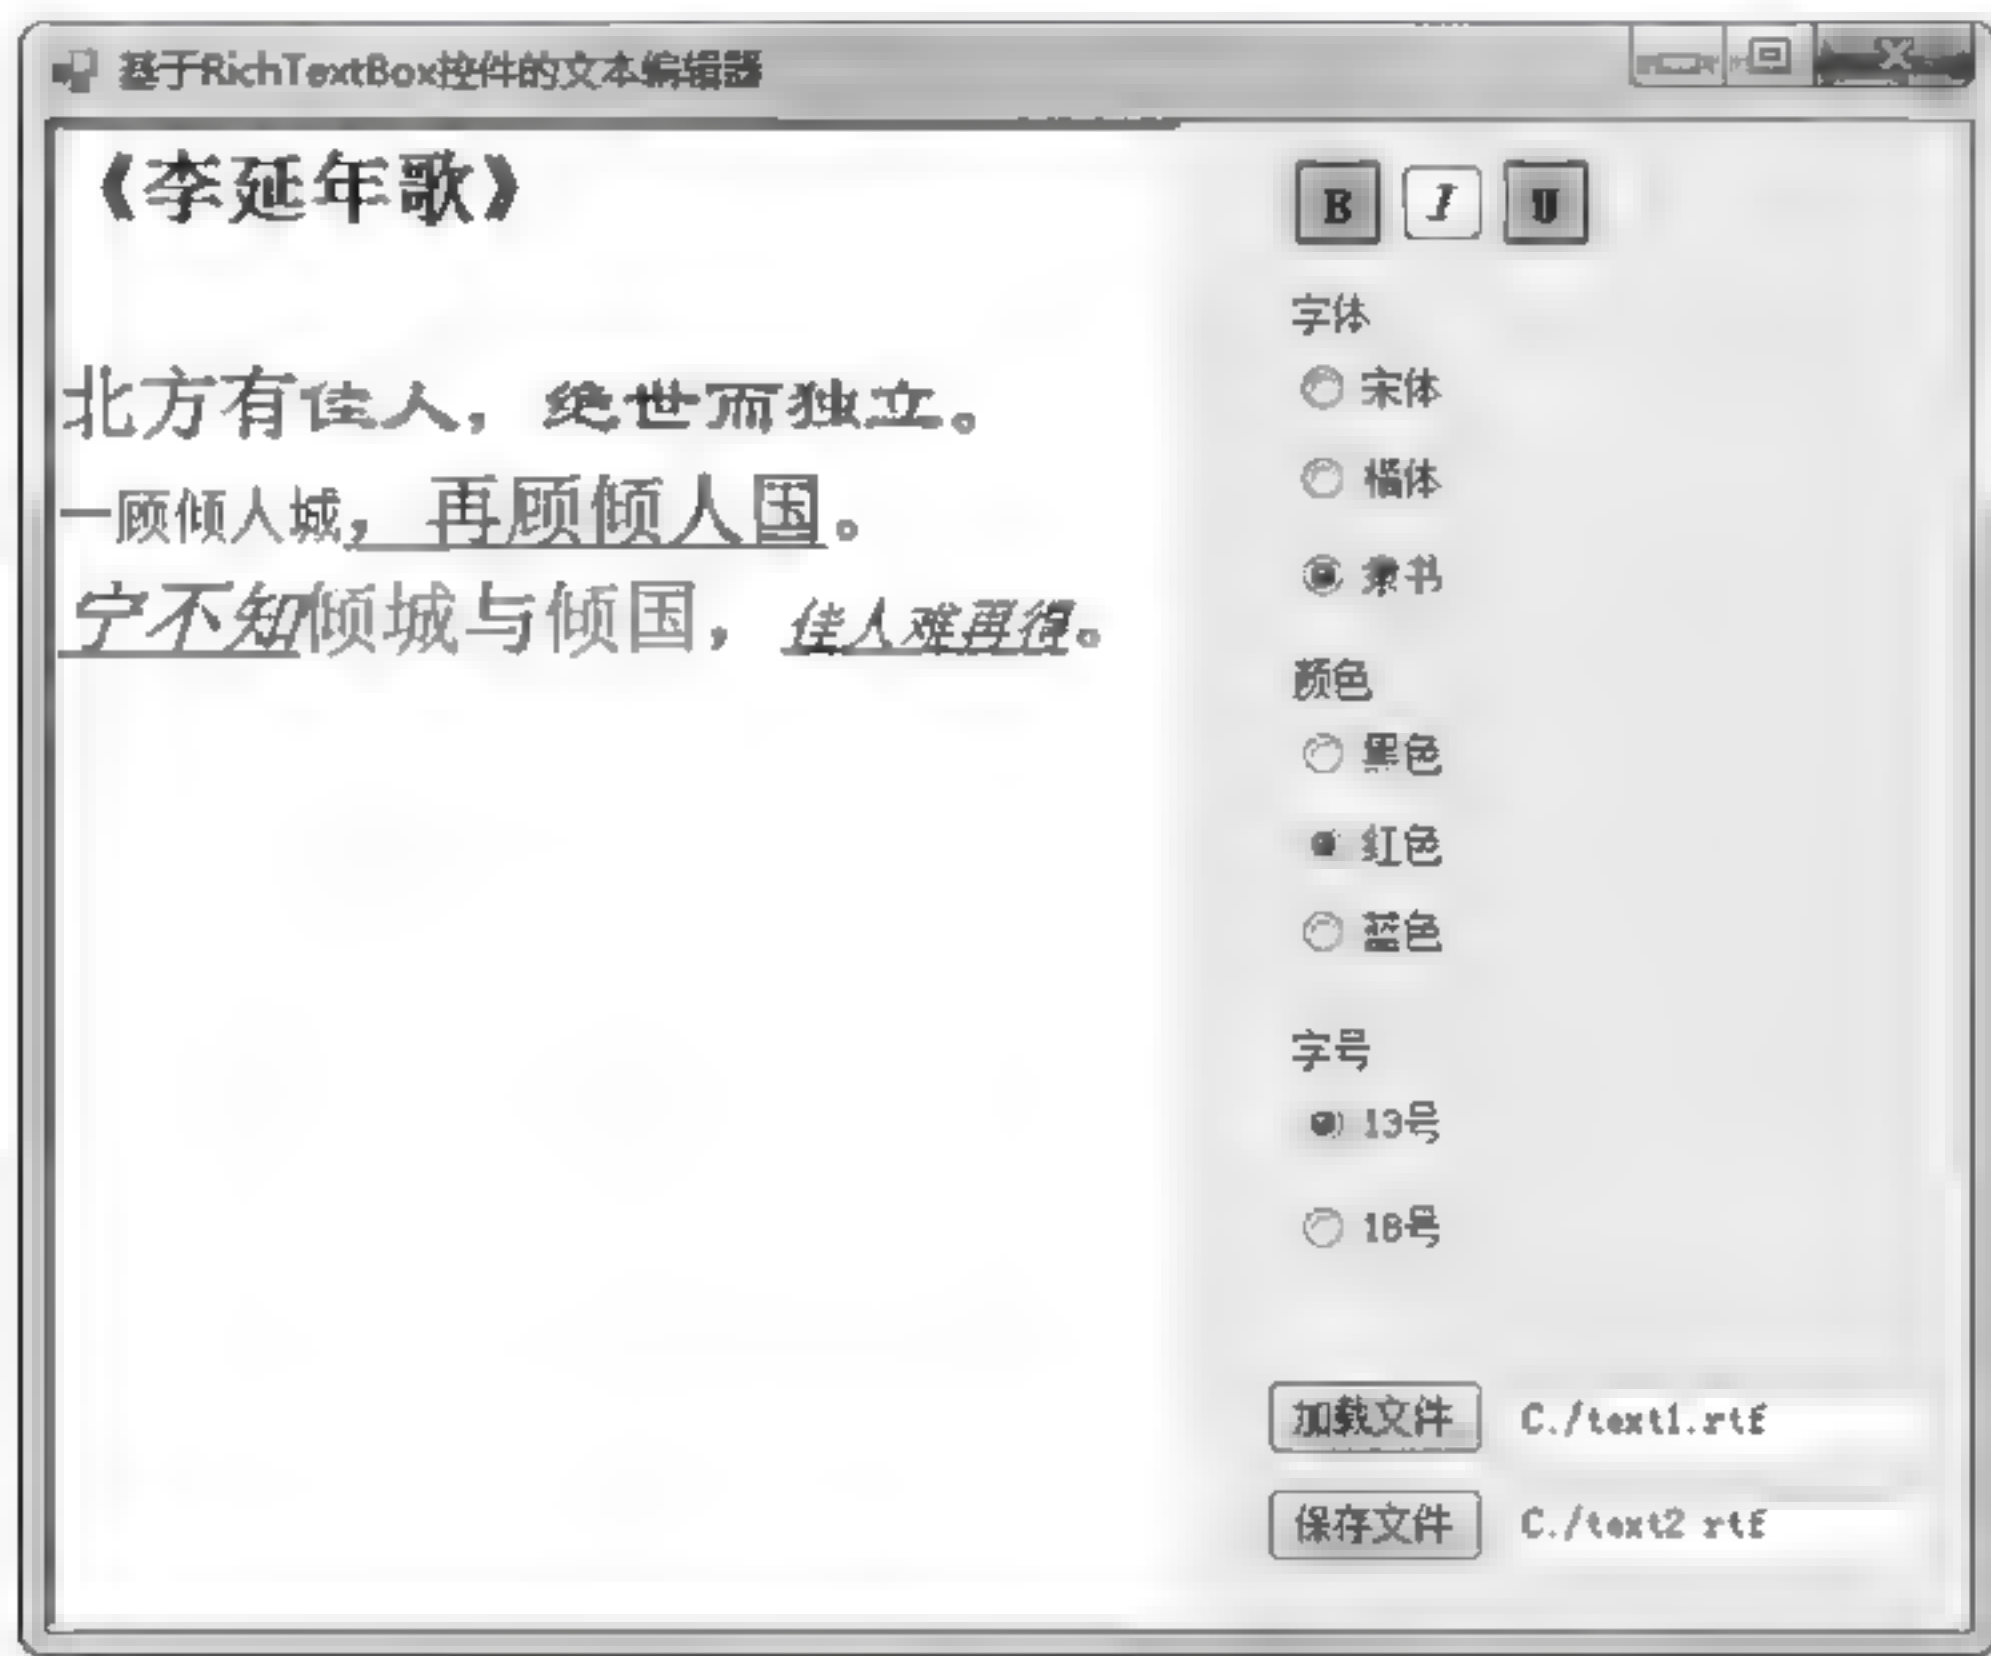 基于RichTextBox控件的文本编辑器
《李延年歌》
北方有佳人，绝世而独立。
一顾倾人城，再顾倾人国。
宁不知倾城与倾国，佳人难再得。
B I U
字体
宋体
楷体
隶书
颜色
黑色
红色
蓝色
字号
13号
18号
加载文件 C:/text1.rtf
保存文件 C:/text2.rtf